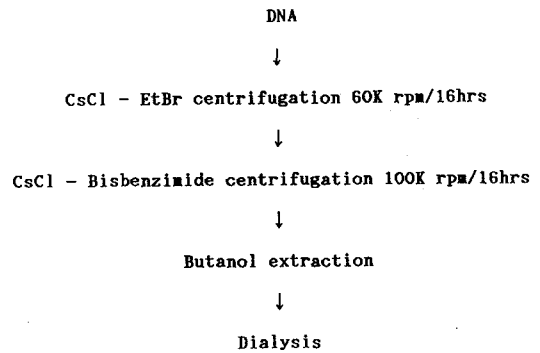 DNA
↓
CsCl - EtBr centrifugation 60K rpm/16hrs
↓
CsCl - Bisbenzimide centrifugation 100K rpm/16hrs
↓
Butanol extraction
↓
Dialysis